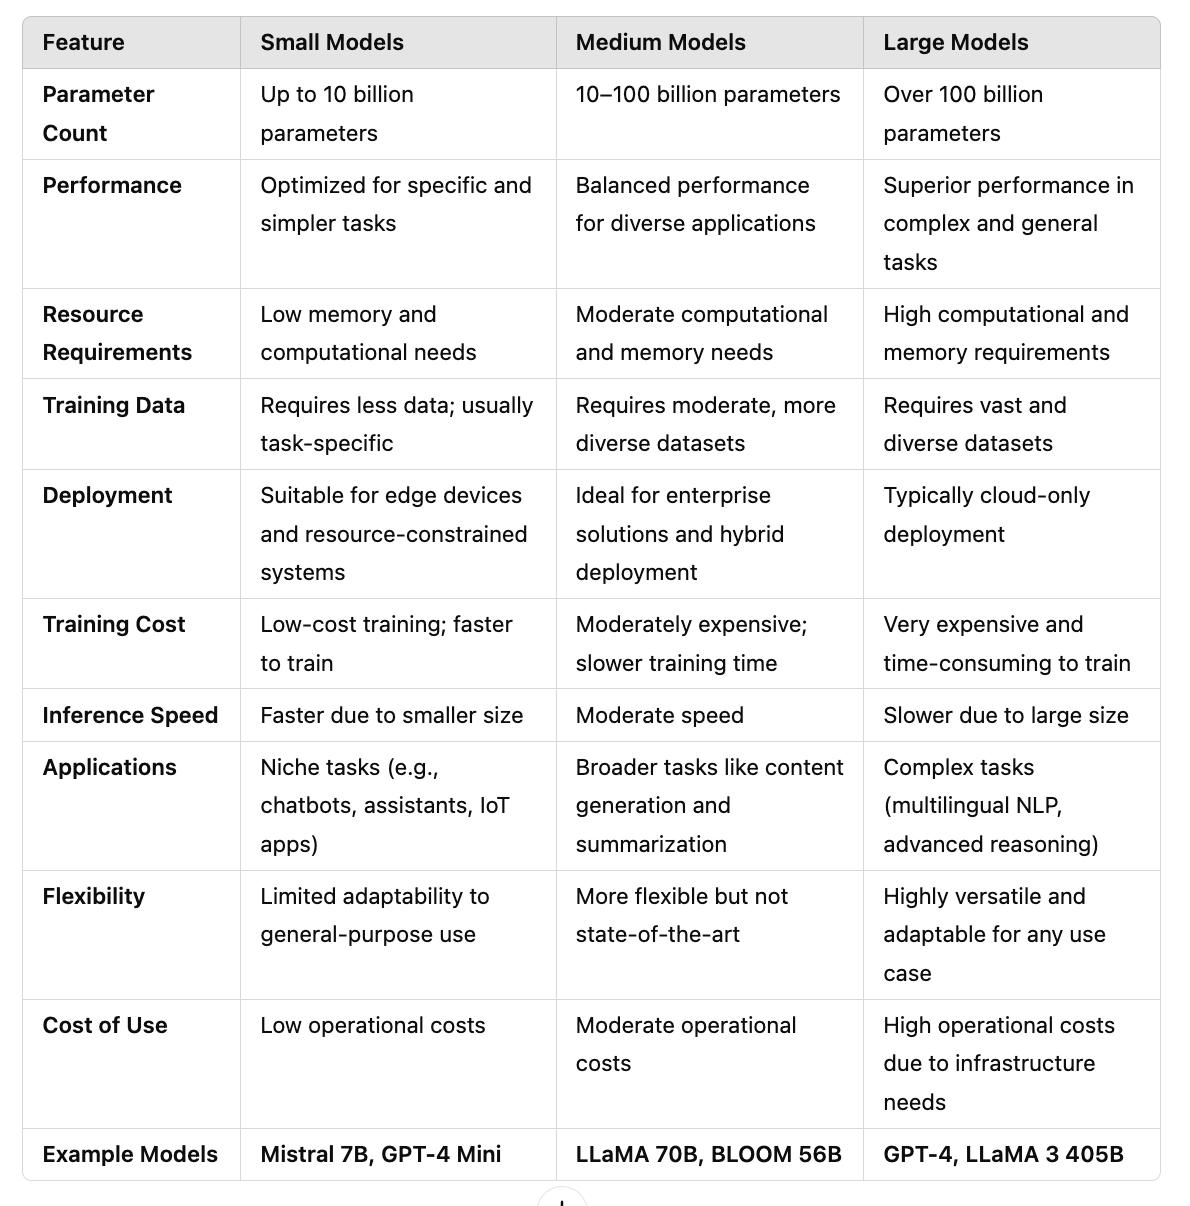 Feature Small Models Medium Models Large Models
Parameter Up to 10 billion 10–100 billion parameters Over 100 billion
Count parameters parameters
Performance Optimized for specific and Balanced performance Superior performance in
simpler tasks for diverse applications complex and general
tasks
Resource Low memory and Moderate computational High computational and
Requirements computational needs and memory needs memory requirements
Training Data Requires less data; usually Requires moderate, more Requires vast and
task-specific diverse datasets diverse datasets
Deployment Suitable for edge devices Ideal for enterprise Typically cloud-only
and resource-constrained solutions and hybrid deployment
systems deployment
Training Cost Low-cost training; faster Moderately expensive; Very expensive and
to train slower training time time-consuming to train
Inference Speed Faster due to smaller size Moderate speed Slower due to large size
Applications Niche tasks (e.g., Broader tasks like content Complex tasks
chatbots, assistants, IoT generation and (multilingual NLP,
apps) summarization advanced reasoning)
Flexibility Limited adaptability to More flexible but not Highly versatile and
general-purpose use state-of-the-art adaptable for any use
case
Cost of Use Low operational costs Moderate operational High operational costs
costs due to infrastructure
needs
Example Models Mistral 7B, GPT-4 Mini LLaMA 70B, BLOOM 56B GPT-4, LLaMA 3 405B